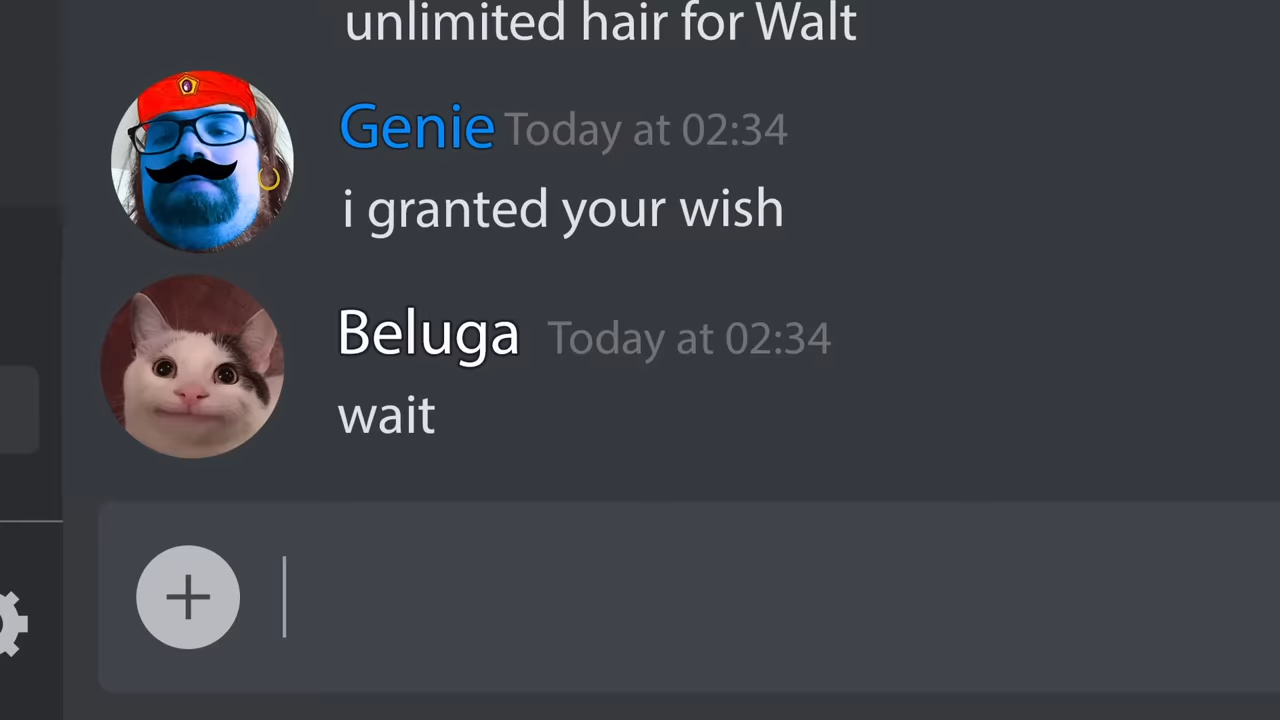 unlimited hair for Walt
Genie Today at 02:34
i granted your wish
Beluga Today at 02:34
wait